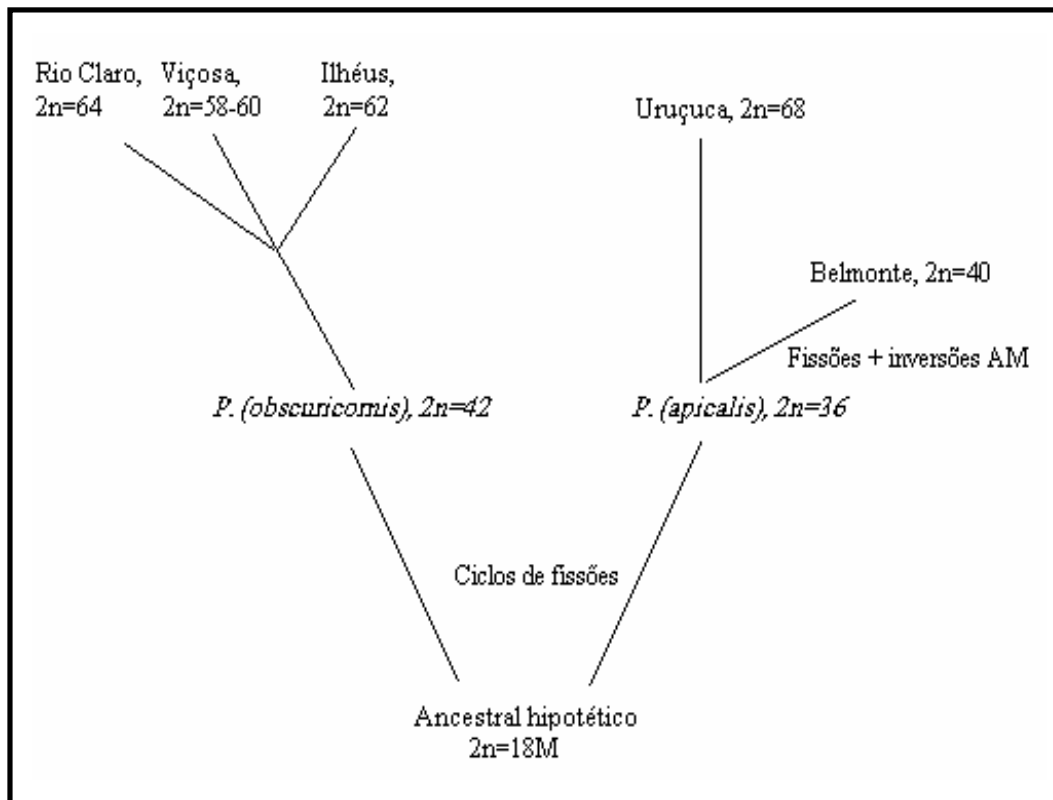 Rio Claro,
2n=64
Viçosa,
2n=58-60
Ilhéus,
2n=62
Uruçuca, 2n=68
Belmonte, 2n=40
Fissões + inversões AM
P. (obscuricornis), 2n=42
P. (apicalis), 2n=36
Ciclos de fissões
Ancestral hipotético
2n=18M